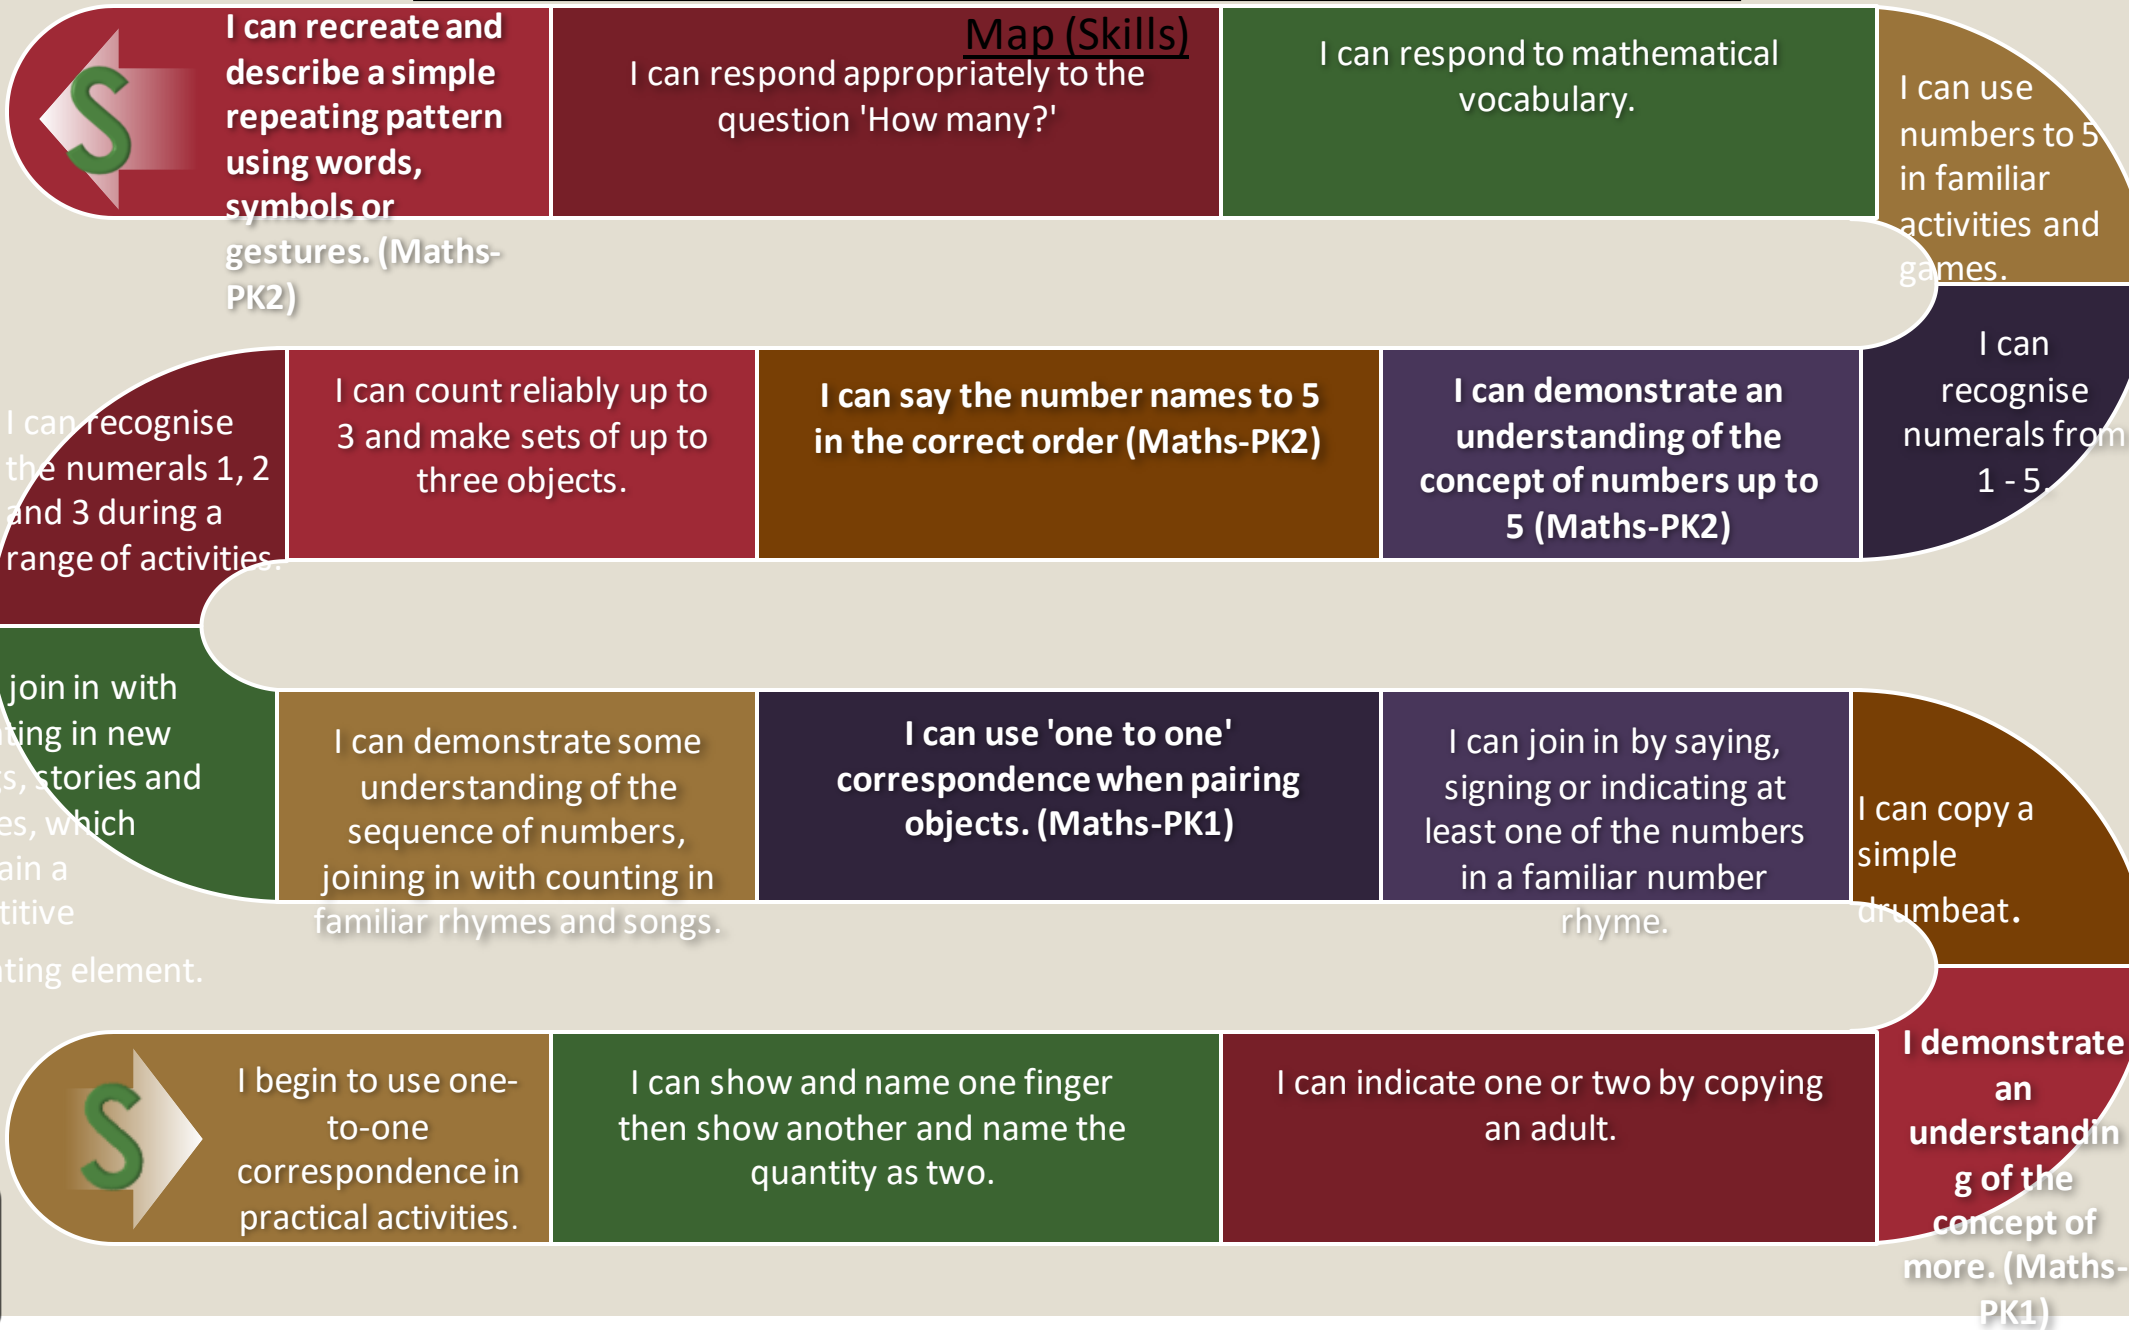 Map (Skills)
I can recreate and
describe a simple
repeating pattern
using words,
symbols or
gestures. (Maths-
PK2)
I can respond appropriately to the
question 'How many?'
I can respond to mathematical
vocabulary.
I can use
numbers to 5
in familiar
activities and
games.
I can recognise
the numerals 1, 2
and 3 during a
range of activities.
I can count reliably up to
3 and make sets of up to
three objects.
I can say the number names to 5
in the correct order (Maths-PK2)
I can demonstrate an
understanding of the
concept of numbers up to
5 (Maths-PK2)
I can
recognise
numerals from
1 - 5.
join in with
in new
stories and
which
a
element.
I can demonstrate some
understanding of the
sequence of numbers,
joining in with counting in
familiar rhymes and songs.
I can use 'one to one'
correspondence when pairing
objects. (Maths-PK1)
I can join in by saying,
signing or indicating at
least one of the numbers
in a familiar number
rhyme.
I can copy a
simple
drumbeat.
S
S
I begin to use one-
to-one
correspondence in
practical activities.
I can show and name one finger
then show another and name the
quantity as two.
I can indicate one or two by copying
an adult.
I demonstrate
an
understandin
g of the
concept of
more. (Maths-
PK1)